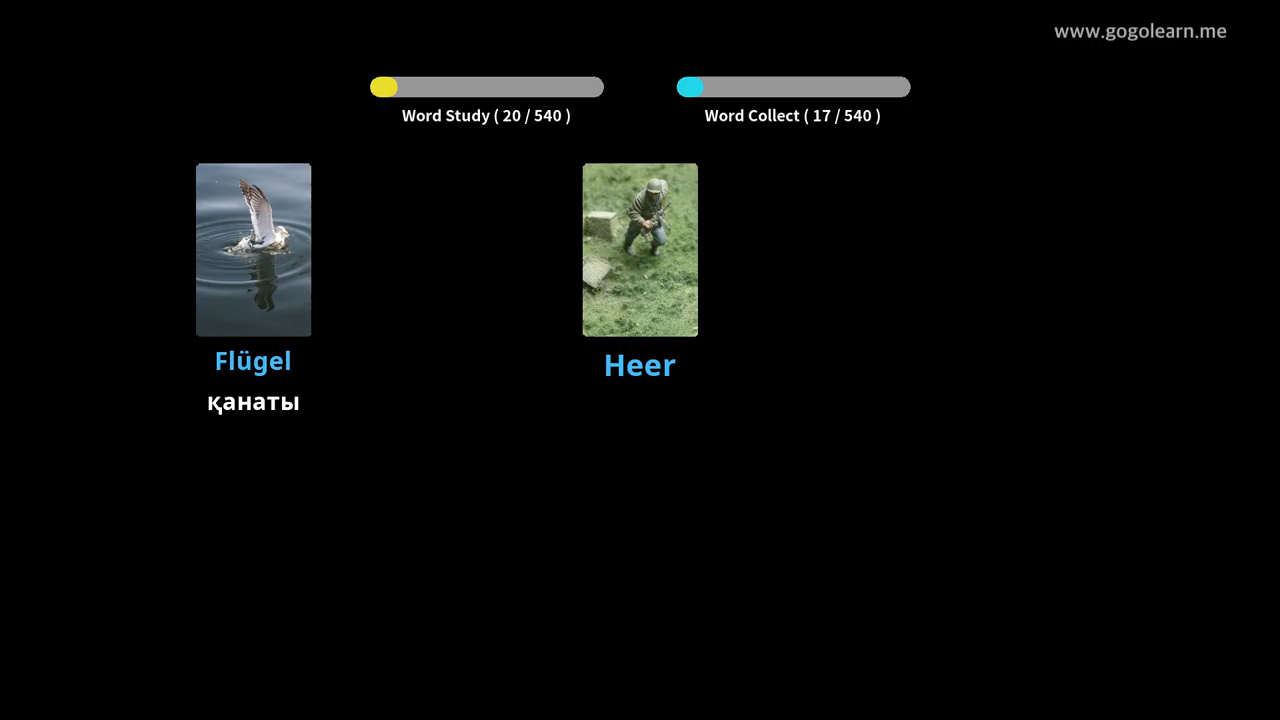 www.gogolearn.me
Word Study ( 20 / 540 )
Word Collect ( 17 / 540 )
Flügel
Heer
қанаты